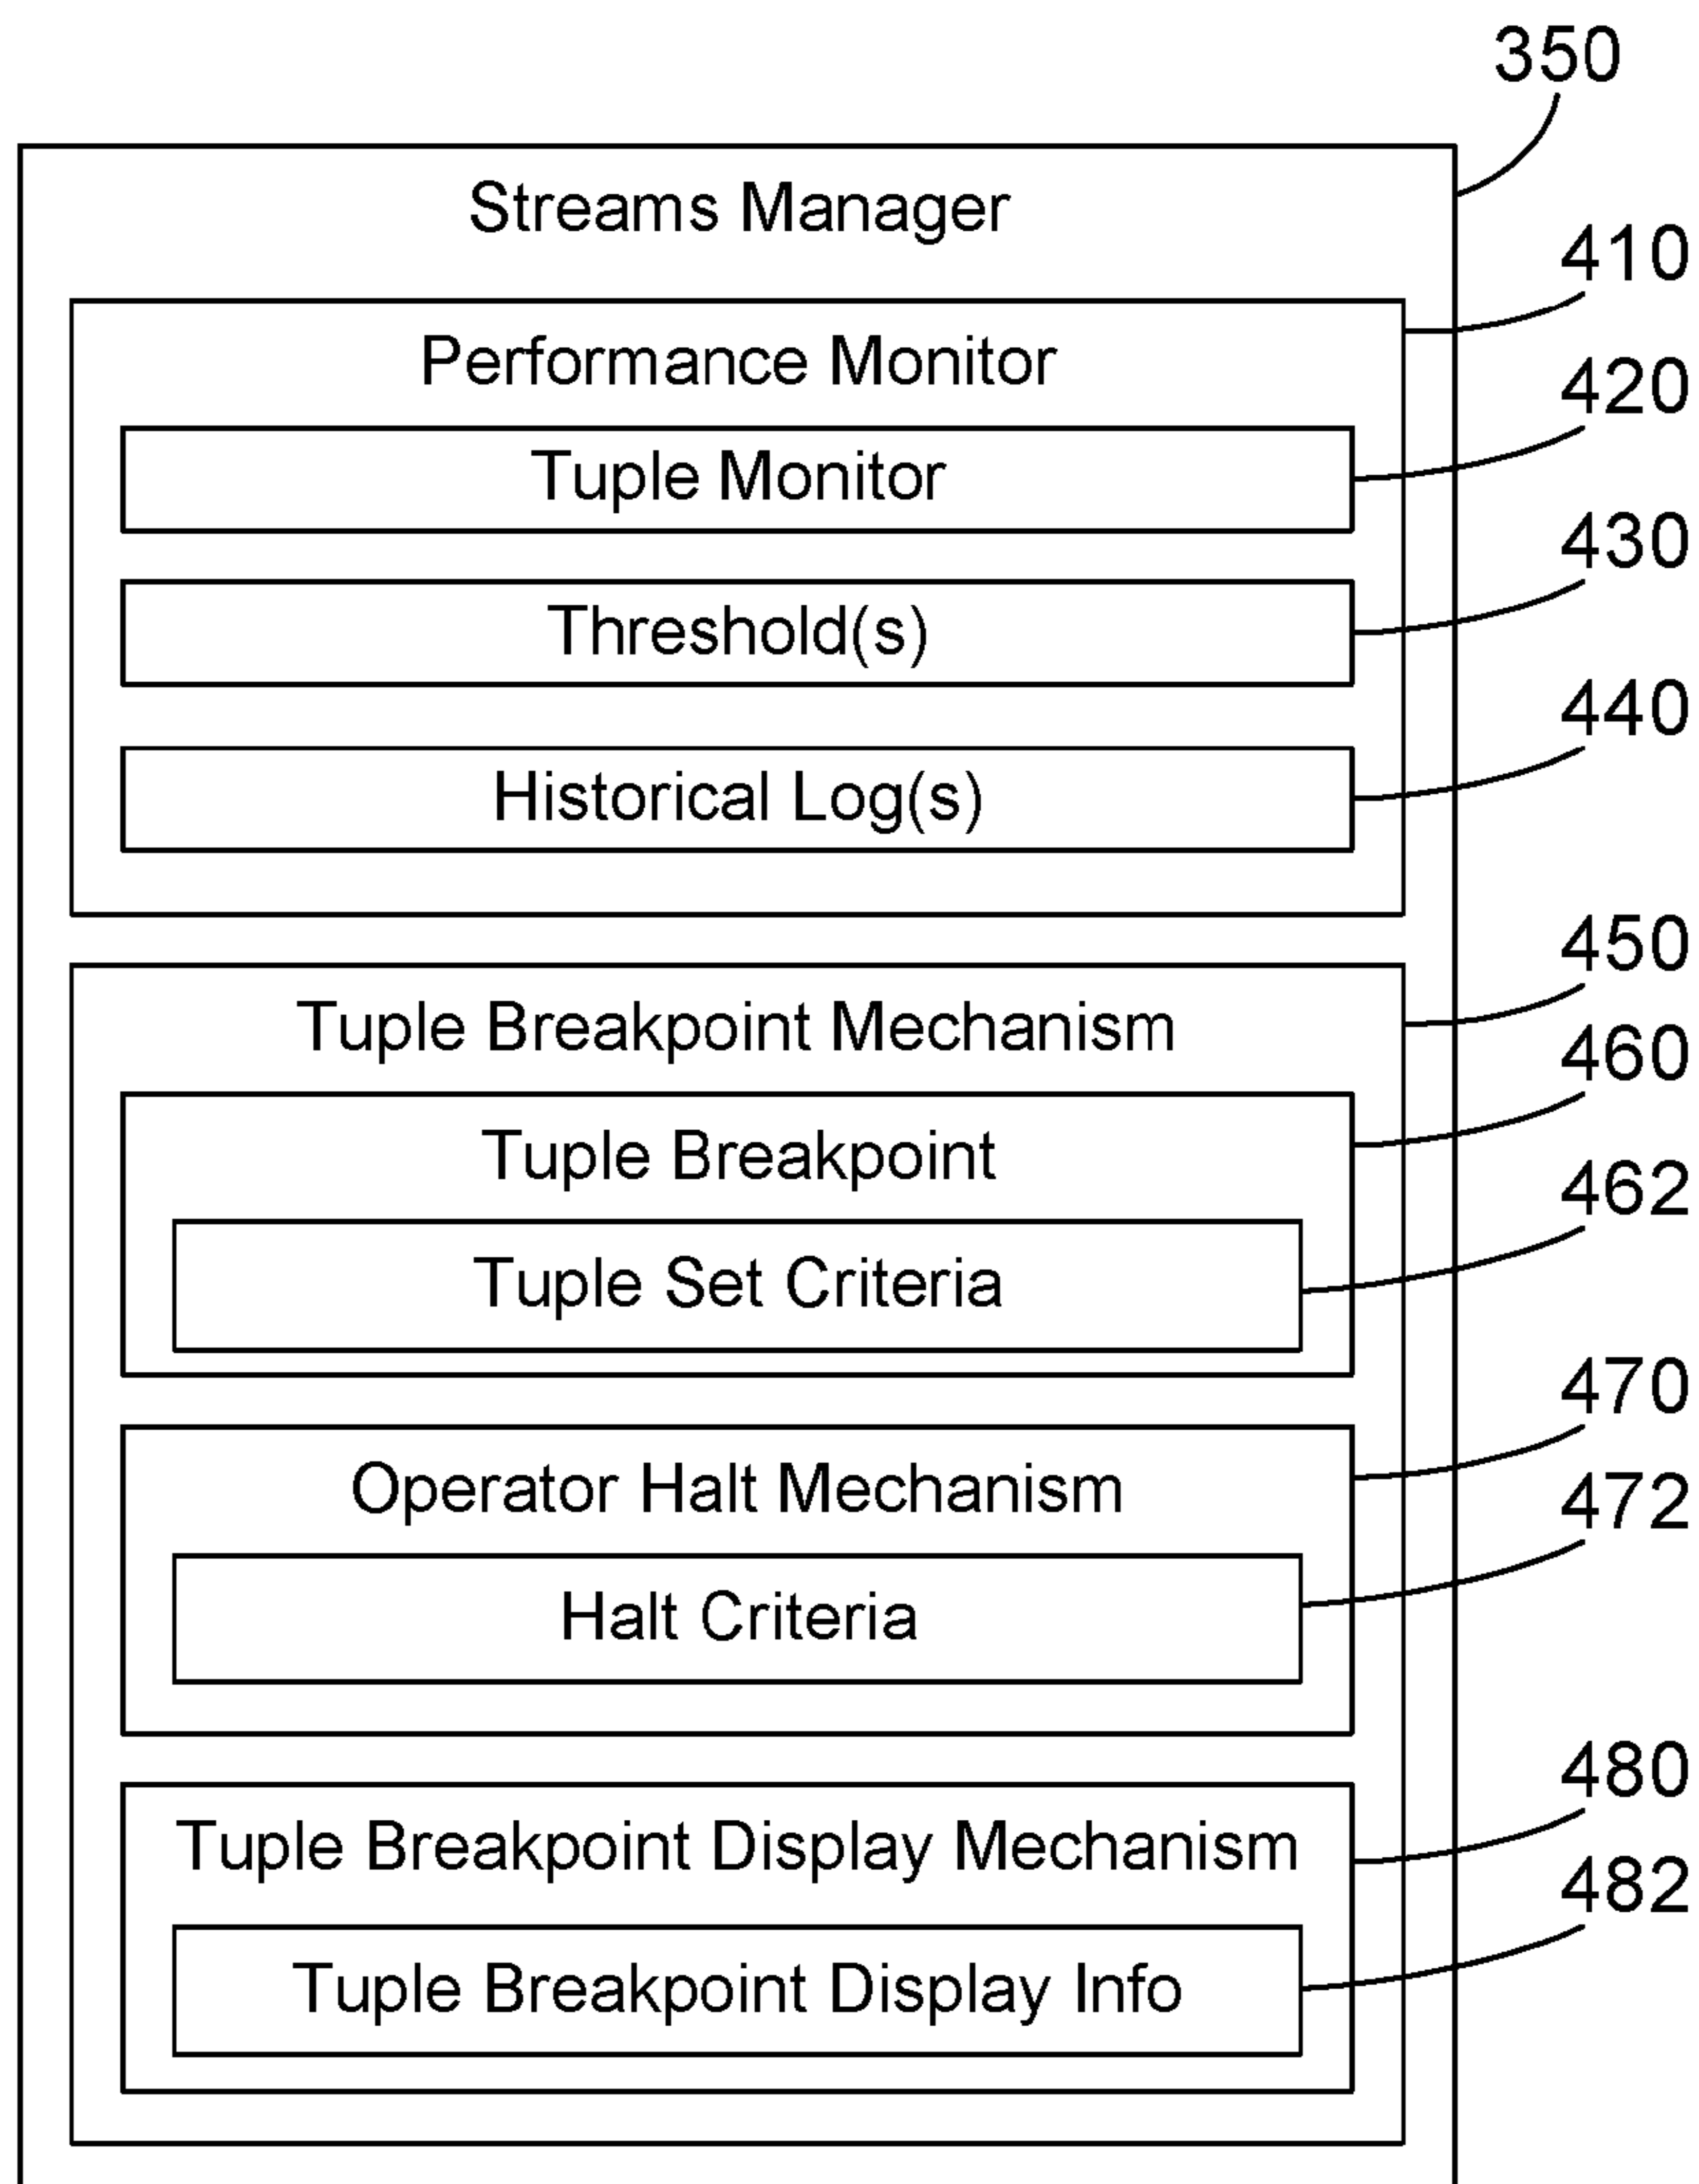 350
Streams Manager
410
Performance Monitor
420
Tuple Monitor
430
Threshold(s)
440
Historical Log(s)
450
Tuple Breakpoint Mechanism
460
Tuple Breakpoint
462
Tuple Set Criteria
470
Operator Halt Mechanism
472
Halt Criteria
480
Tuple Breakpoint Display Mechanism
482
Tuple Breakpoint Display Info